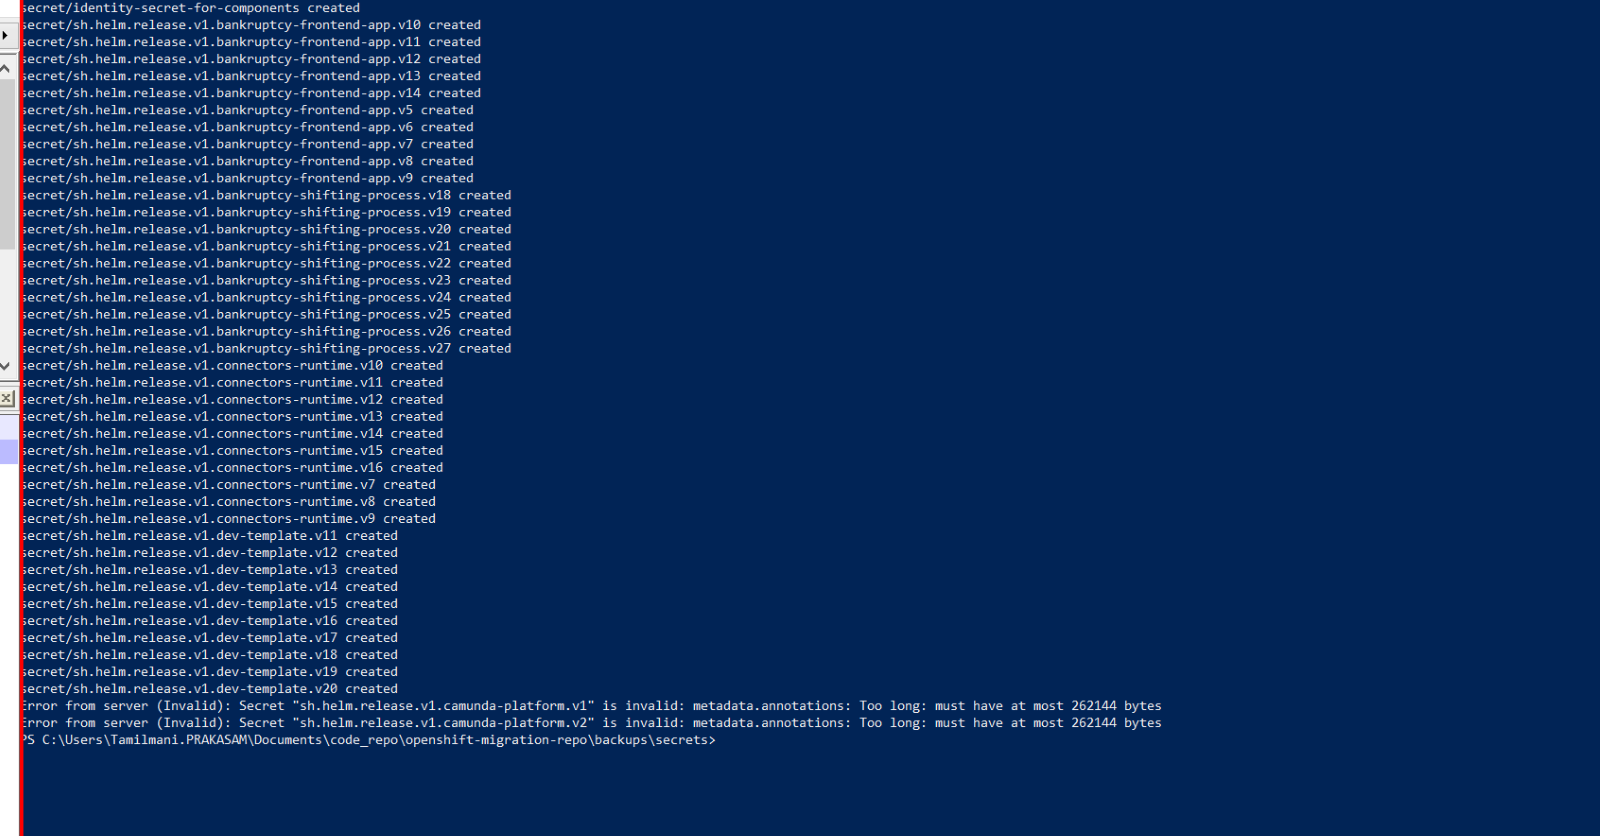 secret/identity-secret-for-components created
secret/sh.helm.release.v1.bankruptcy-frontend-app.v10 created
secret/sh.helm.release.v1.bankruptcy-frontend-app.v11 created
secret/sh.helm.release.v1.bankruptcy-frontend-app.v12 created
secret/sh.helm.release.v1.bankruptcy-frontend-app.v13 created
secret/sh.helm.release.v1.bankruptcy-frontend-app.v14 created
secret/sh.helm.release.v1.bankruptcy-frontend-app.v5 created
secret/sh.helm.release.v1.bankruptcy-frontend-app.v6 created
secret/sh.helm.release.v1.bankruptcy-frontend-app.v7 created
secret/sh.helm.release.v1.bankruptcy-frontend-app.v8 created
secret/sh.helm.release.v1.bankruptcy-frontend-app.v9 created
secret/sh.helm.release.v1.bankruptcy-shifting-process.v18 created
secret/sh.helm.release.v1.bankruptcy-shifting-process.v19 created
secret/sh.helm.release.v1.bankruptcy-shifting-process.v20 created
secret/sh.helm.release.v1.bankruptcy-shifting-process.v21 created
secret/sh.helm.release.v1.bankruptcy-shifting-process.v22 created
secret/sh.helm.release.v1.bankruptcy-shifting-process.v23 created
secret/sh.helm.release.v1.bankruptcy-shifting-process.v24 created
secret/sh.helm.release.v1.bankruptcy-shifting-process.v25 created
secret/sh.helm.release.v1.bankruptcy-shifting-process.v26 created
secret/sh.helm.release.v1.bankruptcy-shifting-process.v27 created
secret/sh.helm.release.v1.connectors-runtime.v10 created
secret/sh.helm.release.v1.connectors-runtime.v11 created
secret/sh.helm.release.v1.connectors-runtime.v12 created
secret/sh.helm.release.v1.connectors-runtime.v13 created
secret/sh.helm.release.v1.connectors-runtime.v14 created
secret/sh.helm.release.v1.connectors-runtime.v15 created
secret/sh.helm.release.v1.connectors-runtime.v16 created
secret/sh.helm.release.v1.connectors-runtime.v7 created
secret/sh.helm.release.v1.connectors-runtime.v8 created
secret/sh.helm.release.v1.connectors-runtime.v9 created
secret/sh.helm.release.v1.dev-template.v11 created
secret/sh.helm.release.v1.dev-template.v12 created
secret/sh.helm.release.v1.dev-template.v13 created
secret/sh.helm.release.v1.dev-template.v14 created
secret/sh.helm.release.v1.dev-template.v15 created
secret/sh.helm.release.v1.dev-template.v16 created
secret/sh.helm.release.v1.dev-template.v17 created
secret/sh.helm.release.v1.dev-template.v18 created
secret/sh.helm.release.v1.dev-template.v19 created
secret/sh.helm.release.v1.dev-template.v20 created
Error from server (Invalid): Secret "sh.helm.release.v1.camunda-platform.v1" is invalid: metadata.annotations: Too long: must have at most 262144 bytes
Error from server (Invalid): Secret "sh.helm.release.v1.camunda-platform.v2" is invalid: metadata.annotations: Too long: must have at most 262144 bytes
PS C:\Users\Tamilmani.PRAKASAM\Documents\code_repo\openshift-migration-repo\backups\secrets>